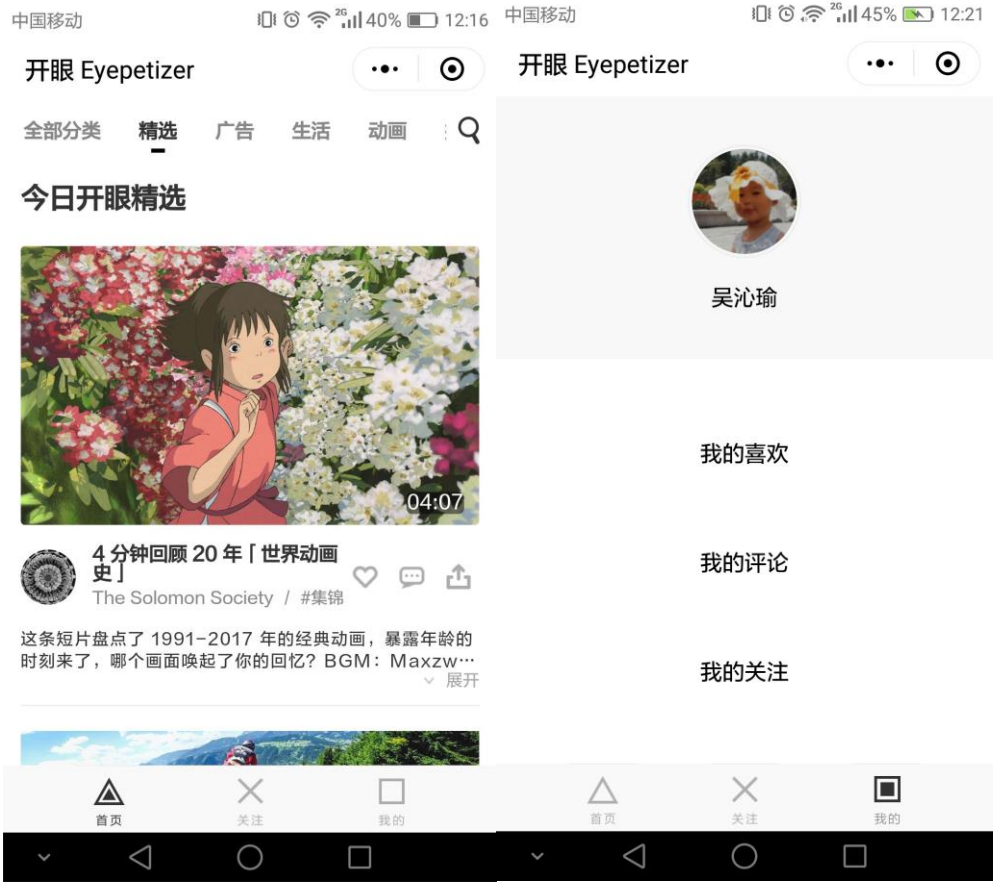 中国移动 2G 40% 12:16
开眼 Eyepetizer
全部分类 精选 广告 生活 动画
今日开眼精选
04:07
4 分钟回顾 20 年「世界动画
史」
The Solomon Society / #集锦
这条短片盘点了 1991-2017 年的经典动画，暴露年龄的
时刻来了，哪个画面唤起了你的回忆？BGM：Maxzw…
展开
首页 关注 我的
中国移动 2G 45% 12:21
开眼 Eyepetizer
吴沁瑜
我的喜欢
我的评论
我的关注
首页 关注 我的